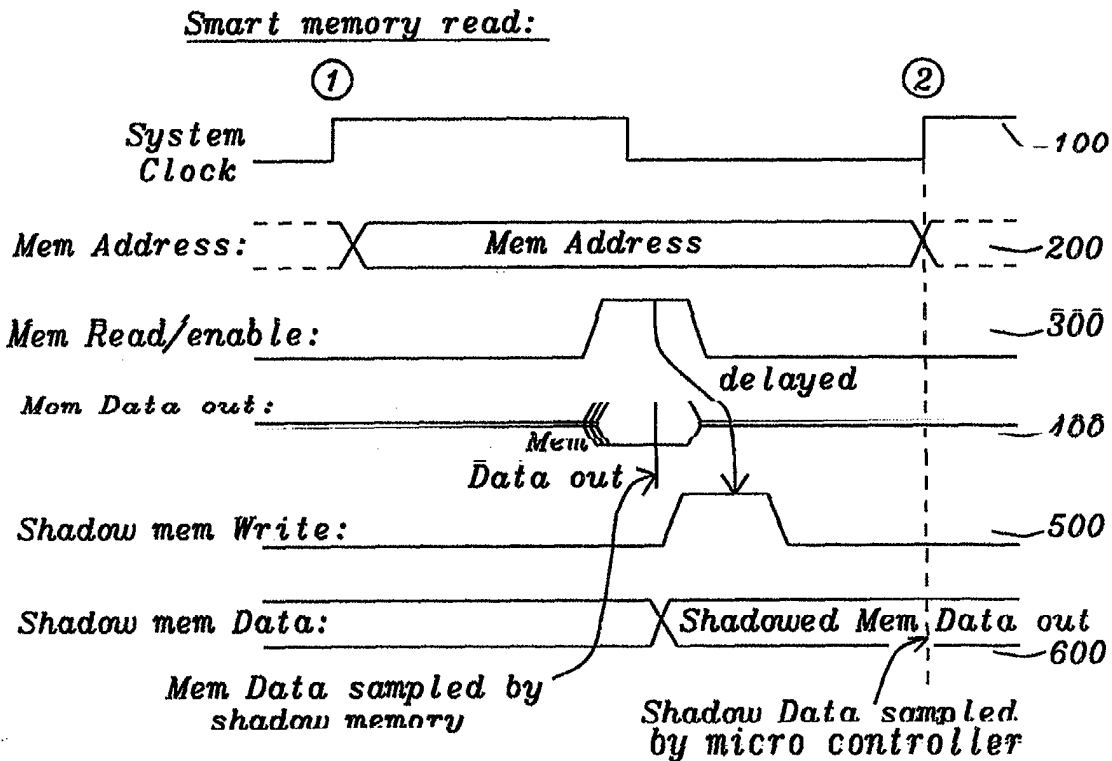 Smart memory read:
1
2
System
Clock
100
Mem Address:
Mem Address
200
Mem Read/enable:
300
delayed
Mom Data out:
Mem
Data out
100
Shadow mem Write:
500
Shadow mem Data:
Shadowed Mem Data out
600
Mem Data sampled by
shadow memory
Shadow Data sampled
by micro controller